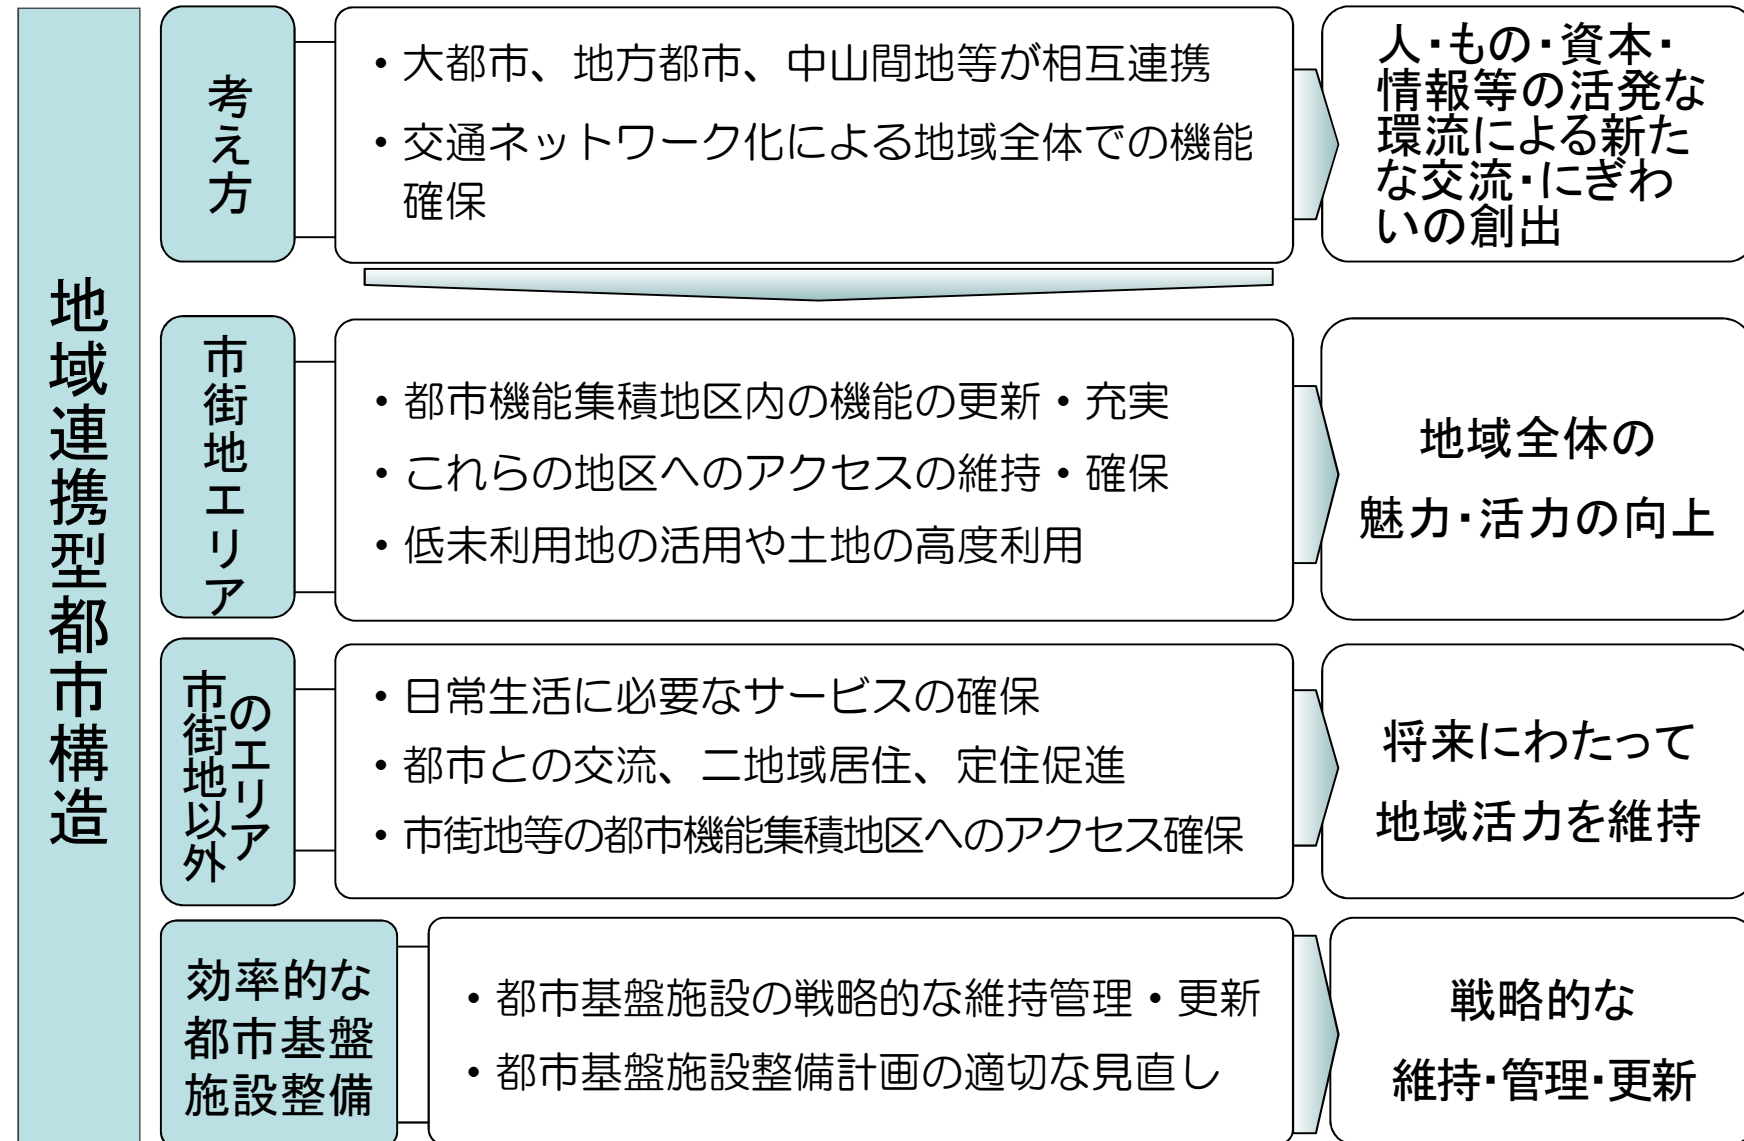 地域連携型都市構造
考え方
・大都市、地方都市、中山間地等が相互連携
・交通ネットワーク化による地域全体での機能
確保
人・もの・資本・
情報等の活発な
環流による新た
な交流・にぎわ
いの創出
市街地エリア
・都市機能集積地区内の機能の更新・充実
・これらの地区へのアクセスの維持・確保
・低未利用地の活用や土地の高度利用
地域全体の
魅力・活力の向上
市街地以外
のエリア
・日常生活に必要なサービスの確保
・都市との交流、二地域居住、定住促進
・市街地等の都市機能集積地区へのアクセス確保
将来にわたって
地域活力を維持
効率的な
都市基盤
施設整備
・都市基盤施設の戦略的な維持管理・更新
・都市基盤施設整備計画の適切な見直し
戦略的な
維持・管理・更新